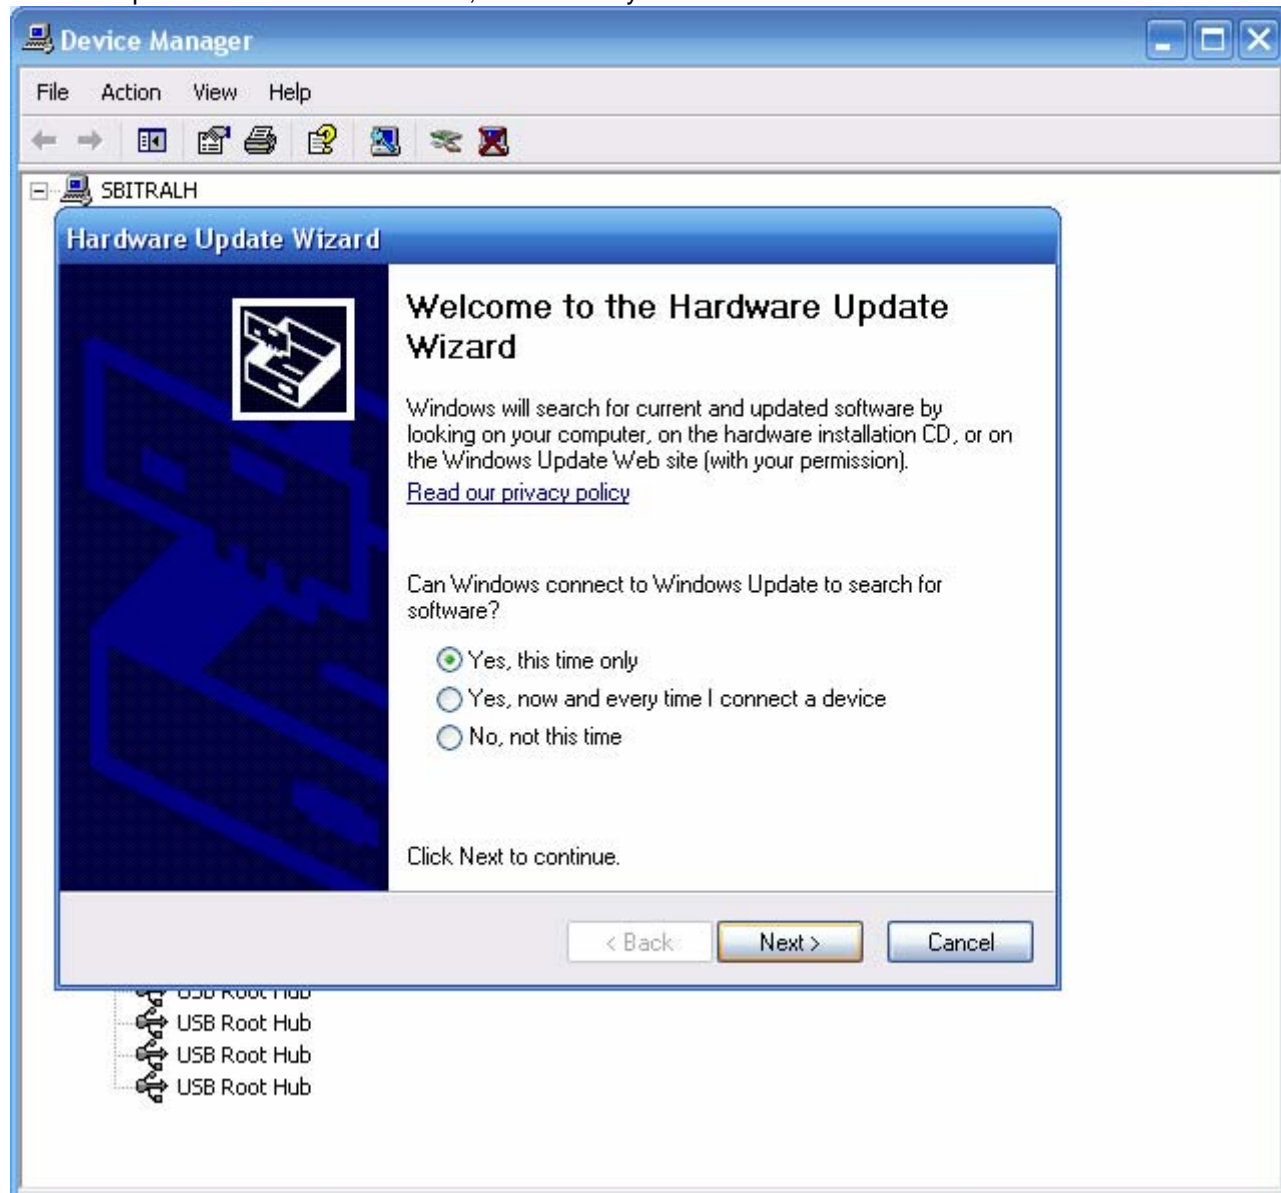 Device Manager
File Action View Help
SBITRALH
Hardware Update Wizard
Welcome to the Hardware Update
Wizard
Windows will search for current and updated software by
looking on your computer, on the hardware installation CD, or on
the Windows Update Web site (with your permission).
Read our privacy policy
Can Windows connect to Windows Update to search for
software?
Yes, this time only
Yes, now and every time I connect a device
No, not this time
Click Next to continue.
< Back Next > Cancel
USB Root Hub
USB Root Hub
USB Root Hub
USB Root Hub